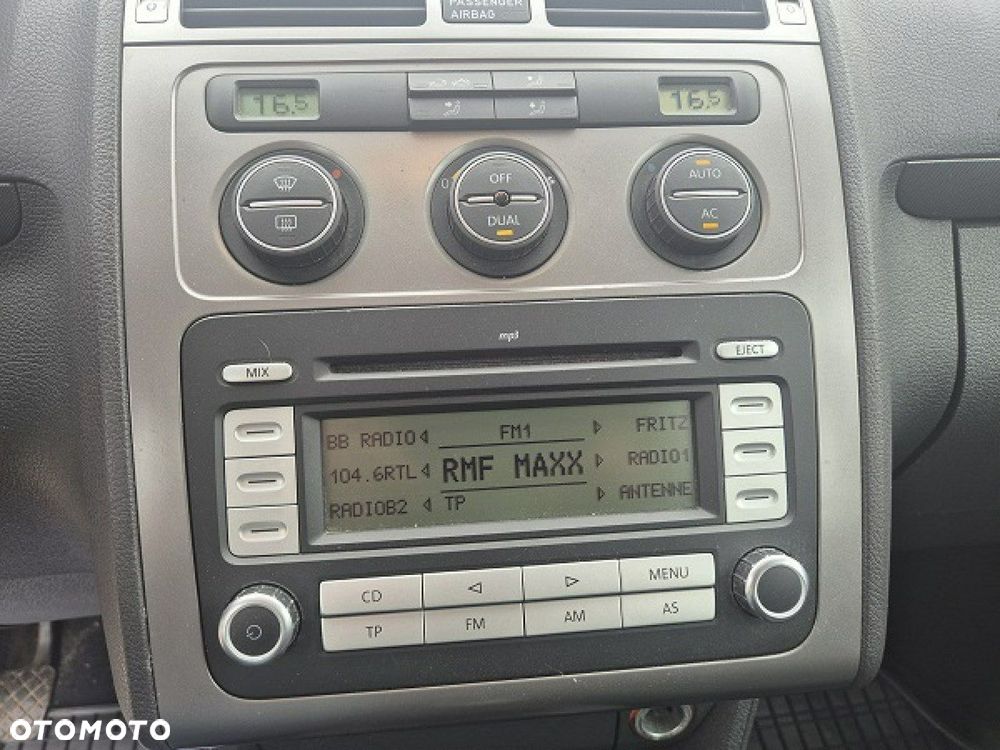 PASSENGER
AIRBAG
16.5
16.5
OFF
DUAL
0
AUTO
AC
mp3
MIX
EJECT
BB RADIO
FM1
FRITZ
104.6RTL
RMF MAXX
RADIO1
RADIOB2
TP
ANTENNE
CD
MENU
TP
FM
AM
AS
OTOMOTO